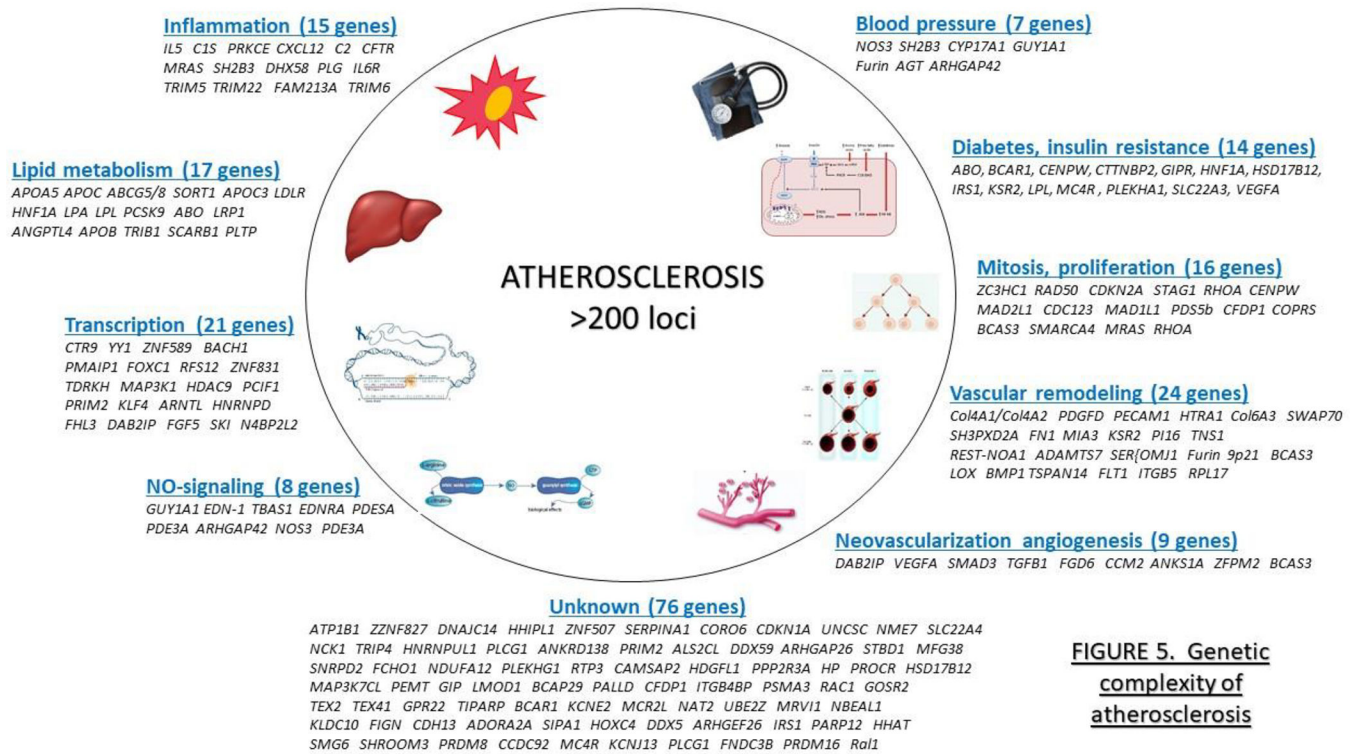 Inflammation (15 genes)
IL5 C1S PRKCE CXCL12 C2 CFTR
MRAS SH2B3 DHX58 PLG IL6R
TRIM5 TRIM22 FAM213A TRIM6
Blood pressure (7 genes)
NOS3 SH2B3 CYP17A1 GUY1A1
Furin AGT ARHGAP42
Lipid metabolism (17 genes)
APOA5 APOC ABCG5/8 SORT1 APOC3 LDLR
HNF1A LPA LPL PCSK9 ABO LRP1
ANGPTL4 APOB TRIB1 SCARB1 PLTP
Diabetes, insulin resistance (14 genes)
ABO, BCAR1, CENPW, CTTNBP2, GIPR, HNF1A, HSD17B12,
IRS1, KSR2, LPL, MC4R , PLEKHA1, SLC22A3, VEGFA
ATHEROSCLEROSIS
>200 loci
Mitosis, proliferation (16 genes)
ZC3HC1 RAD50 CDKN2A STAG1 RHOA CENPW
MAD2L1 CDC123 MAD1L1 PDS5b CFDP1 COPRS
BCAS3 SMARCA4 MRAS RHOA
Transcription (21 genes)
CTR9 YY1 ZNF589 BACH1
PMAIP1 FOXC1 RFS12 ZNF831
TDRKH MAP3K1 HDAC9 PCIF1
PRIM2 KLF4 ARNTL HNRNPD
FHL3 DAB2IP FGF5 SKI N4BP2L2
Vascular remodeling (24 genes)
Col4A1/Col4A2 PDGFD PECAM1 HTRA1 Col6A3 SWAP70
SH3PXD2A FN1 MIA3 KSR2 PI16 TNS1
REST-NOA1 ADAMTS7 SER{OMJ1 Furin 9p21 BCAS3
LOX BMP1 TSPAN14 FLT1 ITGB5 RPL17
NO-signaling (8 genes)
GUY1A1 EDN-1 TBAS1 EDNRA PDESA
PDE3A ARHGAP42 NOS3 PDE3A
NO
Neovascularization angiogenesis (9 genes)
DAB2IP VEGFA SMAD3 TGFB1 FGD6 CCM2 ANKS1A ZFPM2 BCAS3
Unknown (76 genes)
ATP1B1 ZZNF827 DNAJC14 HHIPL1 ZNF507 SERPINA1 CORO6 CDKN1A UNCSC NME7 SLC22A4
NCK1 TRIP4 HNRNPUL1 PLCG1 ANKRD138 PRIM2 ALS2CL DDX59 ARHGAP26 STBD1 MFG38
SNRPD2 FCHO1 NDUFA12 PLEKHG1 RTP3 CAMSAP2 HDGFL1 PPP2R3A HP PROCR HSD17B12
MAP3K7CL PEMT GIP LMOD1 BCAP29 PALLD CFDP1 ITGB4BP PSMA3 RAC1 GOSR2
TEX2 TEX41 GPR22 TIPARP BCAR1 KCNE2 MCR2L NAT2 UBE2Z MRVI1 NBEAL1
KLDC10 FIGN CDH13 ADORA2A SIPA1 HOXC4 DDX5 ARHGEF26 IRS1 PARP12 HHAT
SMG6 SHROOM3 PRDM8 CCDC92 MC4R KCNJ13 PLCG1 FNDC3B PRDM16 Ral1
FIGURE 5. Genetic
complexity of
atherosclerosis